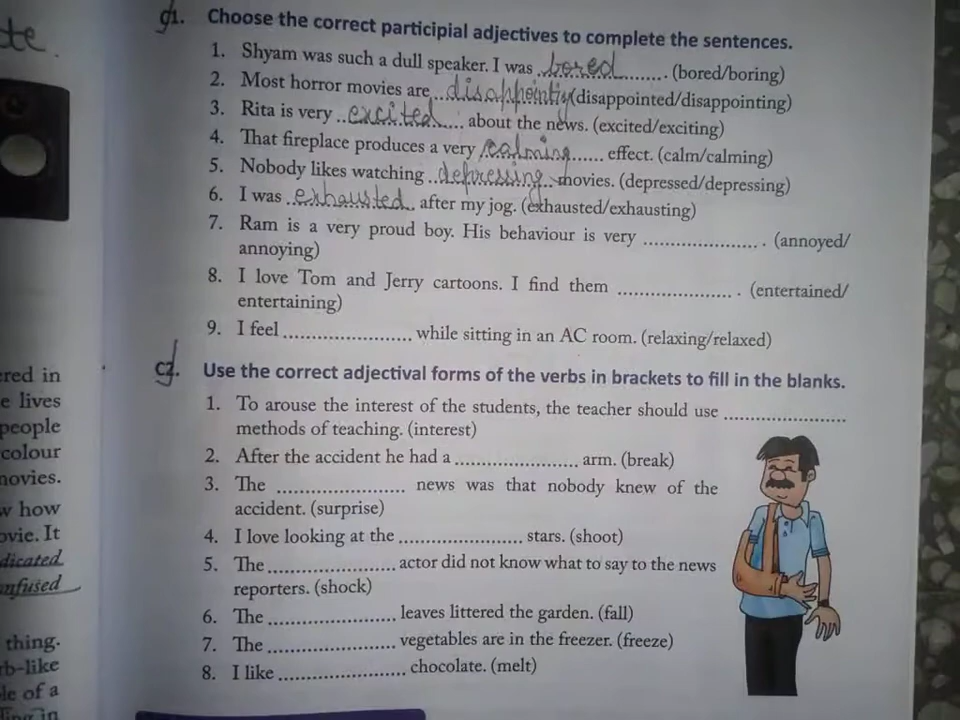 te.
C1. Choose the correct participial adjectives to complete the sentences.
1. Shyam was such a dull speaker. I was ..bored........ . (bored/boring)
2. Most horror movies are ..disappointing(disappointed/disappointing)
3. Rita is very ..excited.... about the news. (excited/exciting)
4. That fireplace produces a very .calming...... effect. (calm/calming)
5. Nobody likes watching ..depressing.. movies. (depressed/depressing)
6. I was ..exhausted.. after my jog. (exhausted/exhausting)
7. Ram is a very proud boy. His behaviour is very ..................... . (annoyed/
annoying)
8. I love Tom and Jerry cartoons. I find them ..................... . (entertained/
entertaining)
9. I feel ....................... while sitting in an AC room. (relaxing/relaxed)
C2. Use the correct adjectival forms of the verbs in brackets to fill in the blanks.
1. To arouse the interest of the students, the teacher should use ......................
methods of teaching. (interest)
2. After the accident he had a ...................... arm. (break)
3. The ....................... news was that nobody knew of the
accident. (surprise)
4. I love looking at the ...................... stars. (shoot)
5. The ....................... actor did not know what to say to the news
reporters. (shock)
6. The ....................... leaves littered the garden. (fall)
7. The ....................... vegetables are in the freezer. (freeze)
8. I like ....................... chocolate. (melt)
ered in
e lives
people
colour
novies.
w how
ovie. It
dicated
nfused
thing.
rb-like
le of a